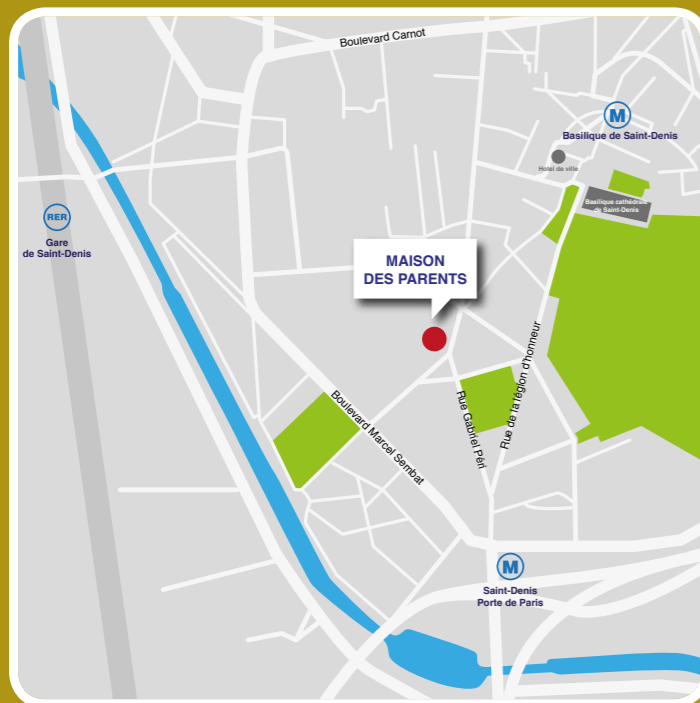 Boulevard Carnot
M
Basilique de Saint-Denis
Hotel de ville
Basilique cathédrale
de Saint-Denis
RER
Gare
de Saint-Denis
MAISON
DES PARENTS
Rue de la légion d'honneur
Rue Gabriel Péri
Boulevard Marcel Sembat
M
Saint-Denis
Porte de Paris